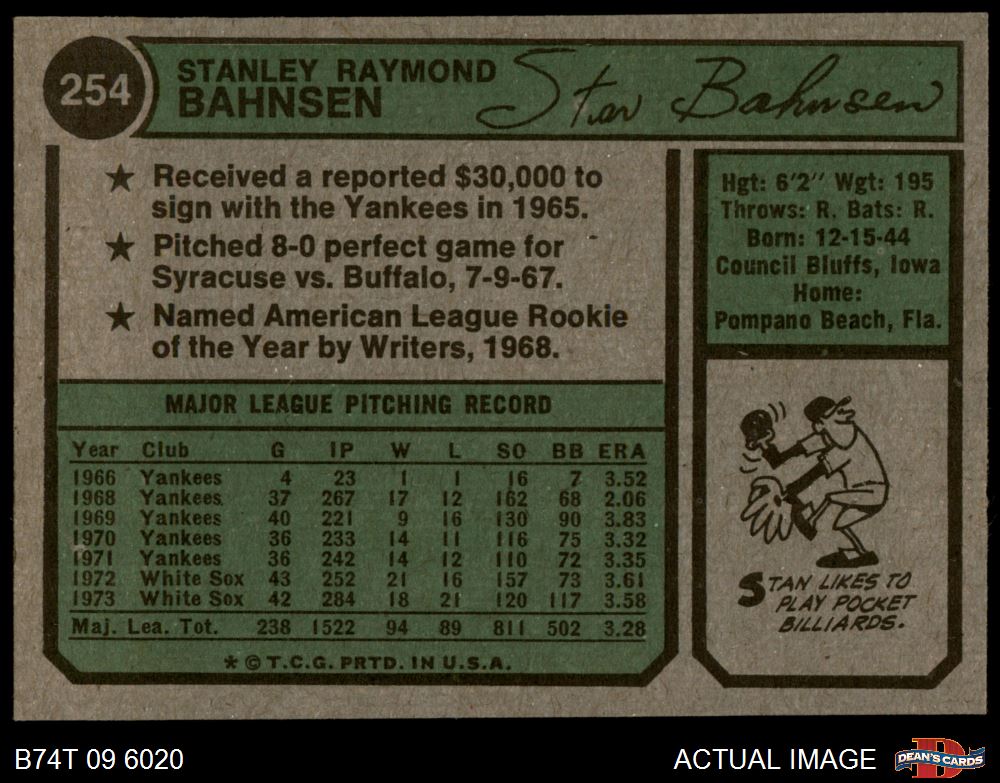 254
STANLEY RAYMOND
BAHNSEN
Stan Bahnsen
★ Received a reported $30,000 to
sign with the Yankees in 1965.
★ Pitched 8-0 perfect game for
Syracuse vs. Buffalo, 7-9-67.
★ Named American League Rookie
of the Year by Writers, 1968.
Hgt: 6'2" Wgt: 195
Throws: R. Bats: R.
Born: 12-15-44
Council Bluffs, Iowa
Home:
Pompano Beach, Fla.
MAJOR LEAGUE PITCHING RECORD
Year Club G IP W L SO BB ERA
1966 Yankees 4 23 1 1 16 7 3.52
1968 Yankees 37 267 17 12 162 68 2.06
1969 Yankees 40 221 9 16 130 90 3.83
1970 Yankees 36 233 14 11 116 75 3.32
1971 Yankees 36 242 14 12 110 72 3.35
1972 White Sox 43 252 21 16 157 73 3.61
1973 White Sox 42 284 18 21 120 117 3.58
Maj. Lea. Tot. 238 1522 94 89 811 502 3.28
* © T.C.G. PRTD. IN U.S.A.
STAN LIKES TO
PLAY POCKET
BILLIARDS.
B74T 09 6020
ACTUAL IMAGE
D
DEAN'S CARDS